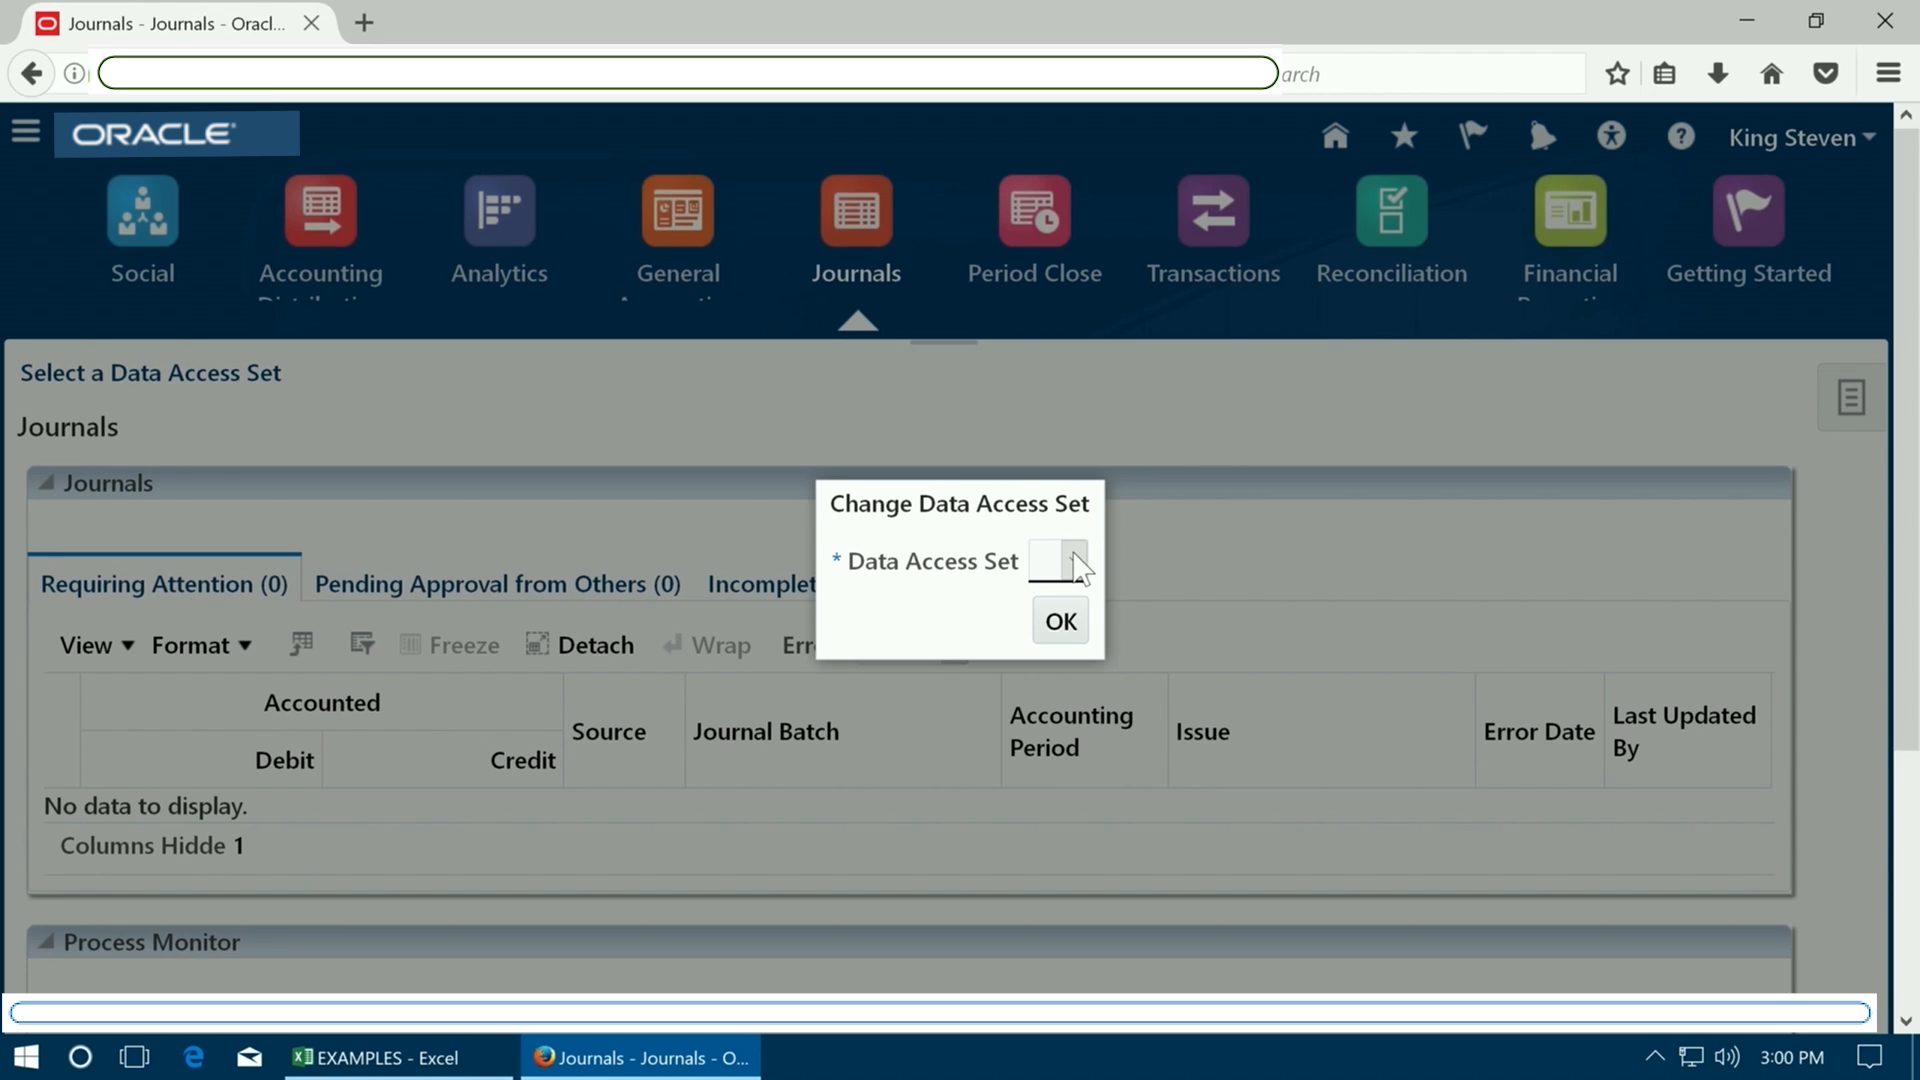 Journals - Journals - Oracl...
arch
ORACLE
King Steven
Social
Accounting
Analytics
General
Journals
Period Close
Transactions
Reconciliation
Financial
Getting Started
Select a Data Access Set
Journals
Journals
Change Data Access Set
* Data Access Set
OK
Requiring Attention (0)
Pending Approval from Others (0)
Incomplet
View
Format
Freeze
Detach
Wrap
Err
Accounted
Debit
Credit
Source
Journal Batch
Accounting
Period
Issue
Error Date
Last Updated
By
No data to display.
Columns Hidde 1
Process Monitor
EXAMPLES - Excel
Journals - Journals - O...
3:00 PM